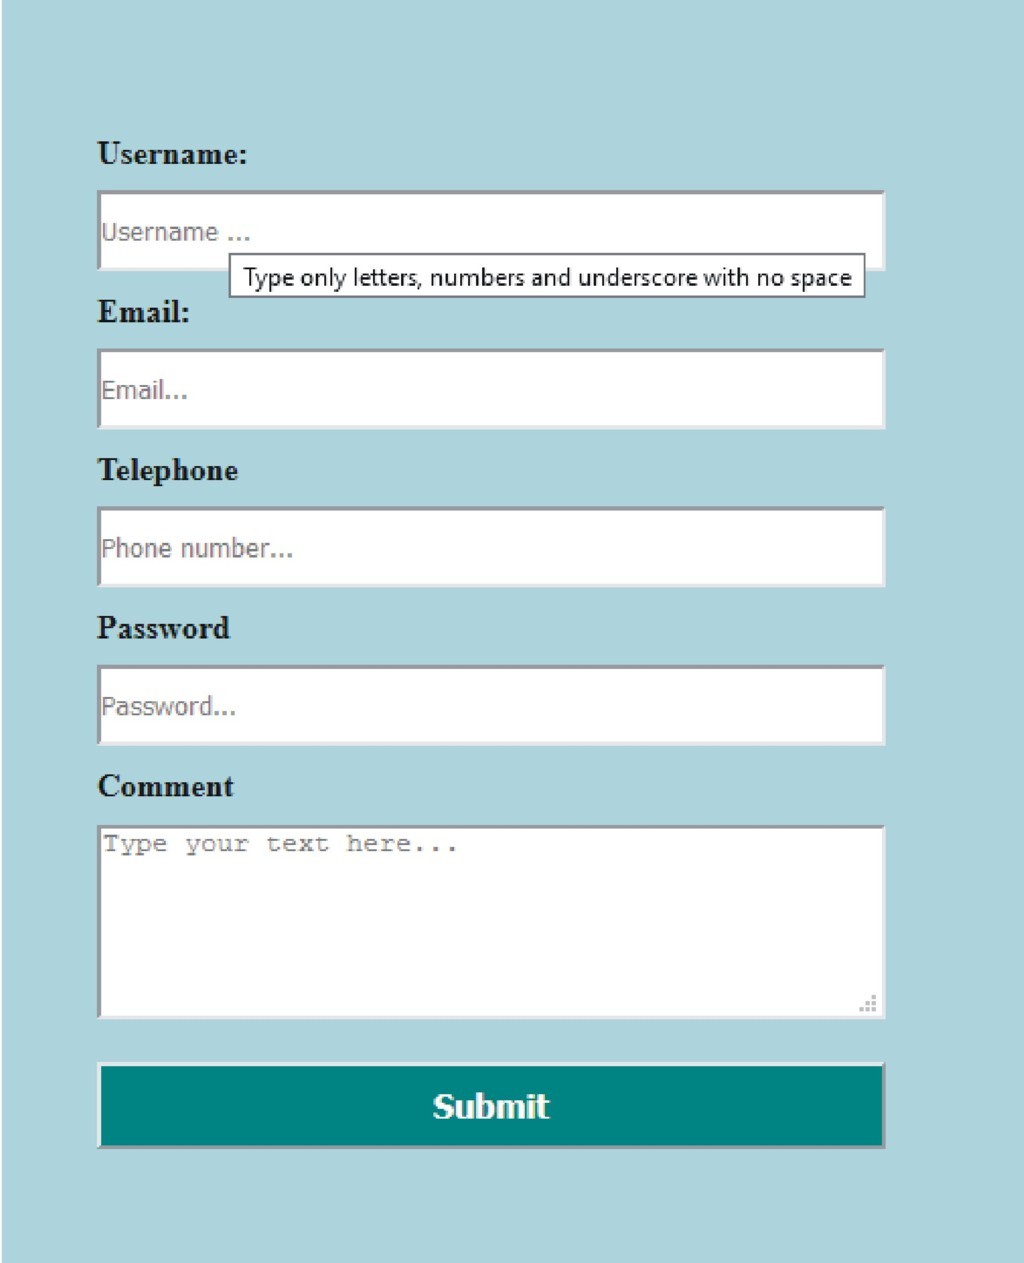 Username:
Username ...
Type only letters, numbers and underscore with no space
Email:
Email...
Telephone
Phone number...
Password
Password...
Comment
Type your text here...
Submit